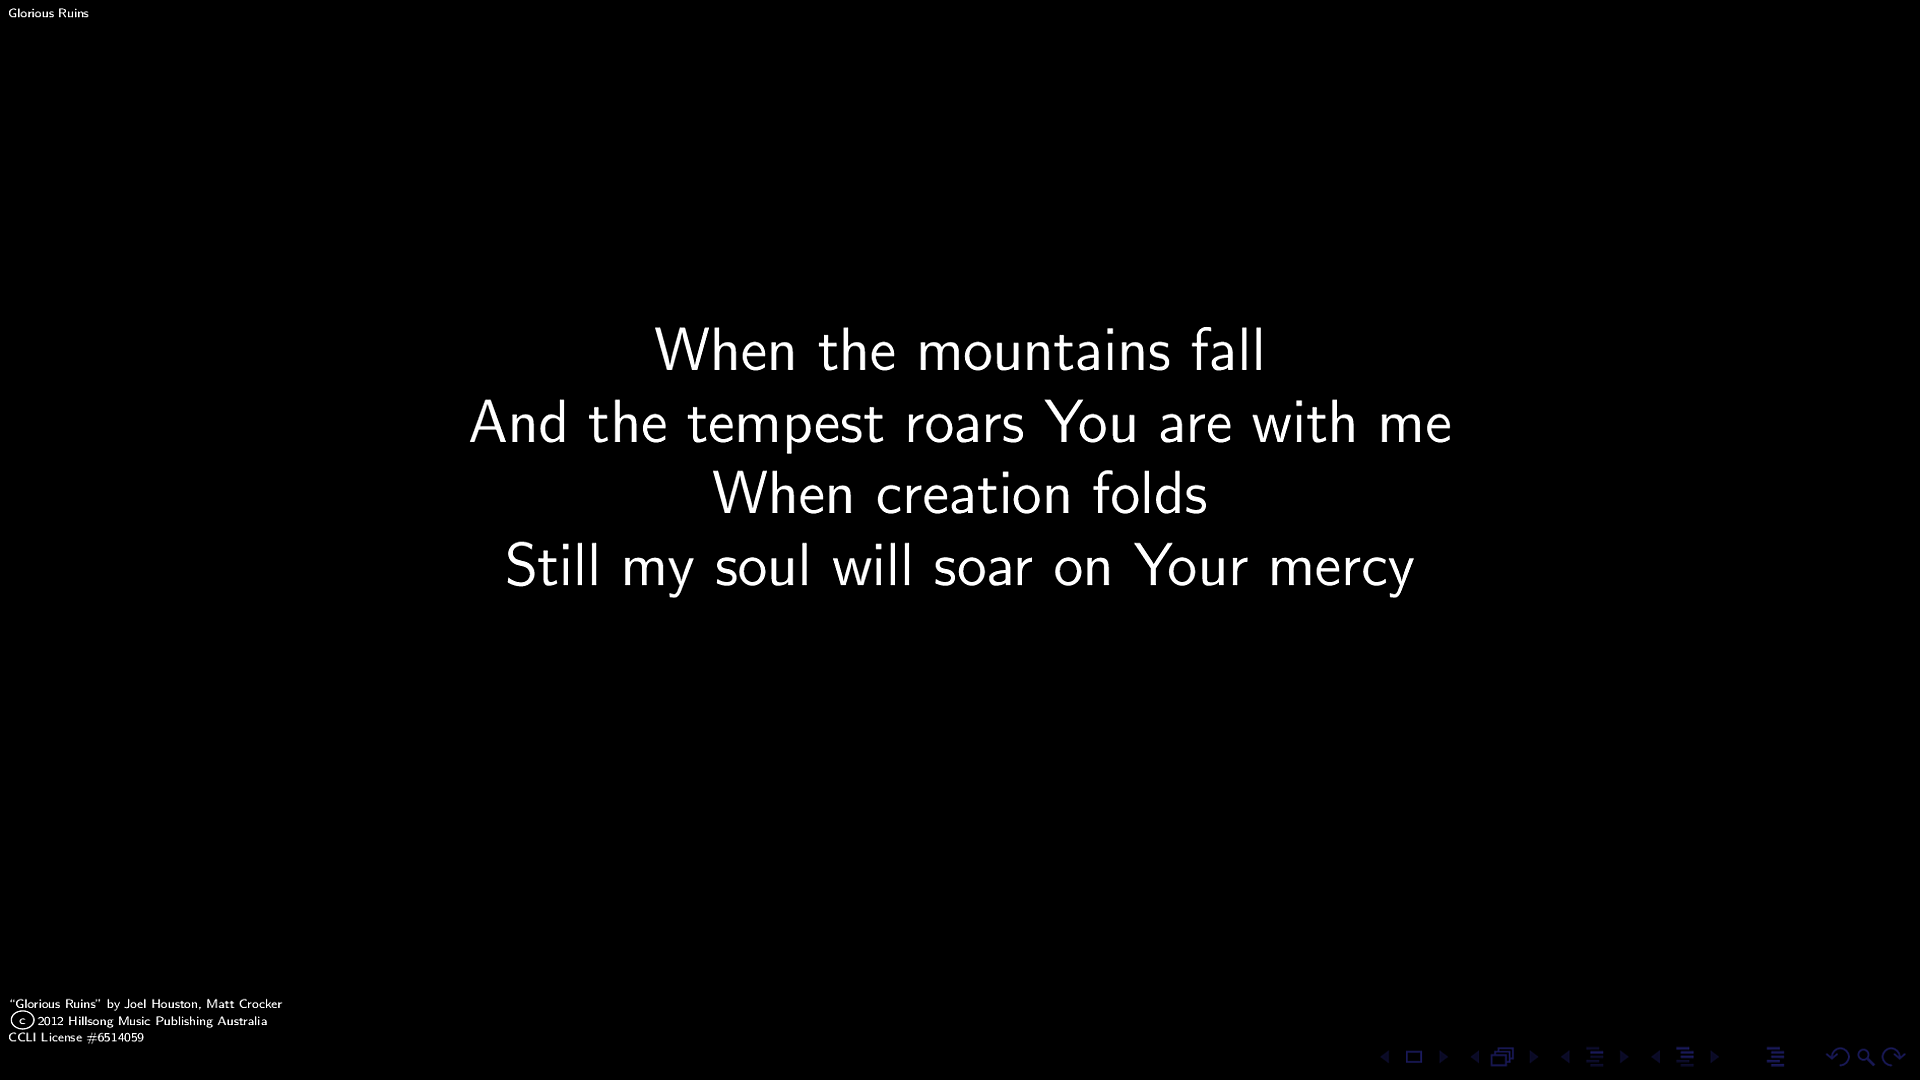 Glorious Ruins
When the mountains fall
And the tempest roars You are with me
When creation folds
Still my soul will soar on Your mercy
“Glorious Ruins” by Joel Houston, Matt Crocker
© 2012 Hillsong Music Publishing Australia
CCLI License #6514059